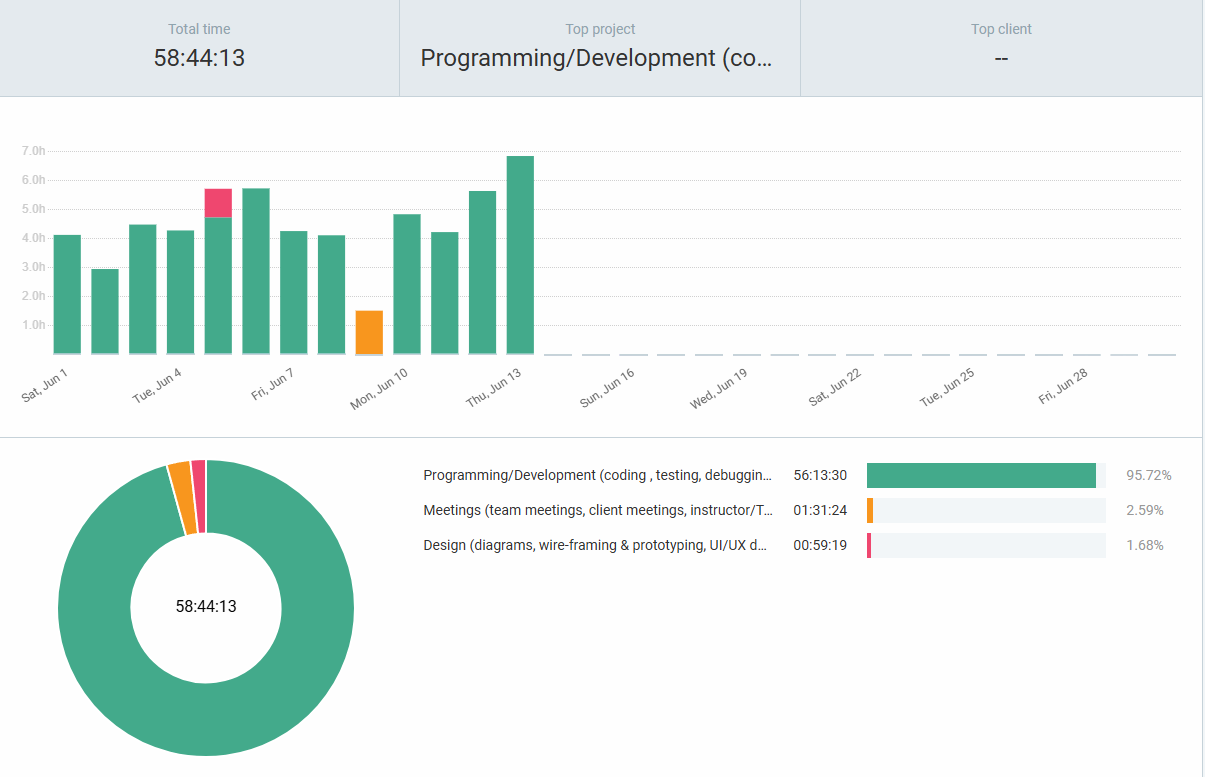 Total time
58:44:13
Top project
Programming/Development (co...
Top client
--
7.0h
6.0h
5.0h
4.0h
3.0h
2.0h
1.0h
Sat, Jun 1
Tue, Jun 4
Fri, Jun 7
Mon, Jun 10
Thu, Jun 13
Sun, Jun 16
Wed, Jun 19
Sat, Jun 22
Tue, Jun 25
Fri, Jun 28
58:44:13
Programming/Development (coding , testing, debuggin... 56:13:30 95.72%
Meetings (team meetings, client meetings, instructor/T... 01:31:24 2.59%
Design (diagrams, wire-framing & prototyping, UI/UX d... 00:59:19 1.68%